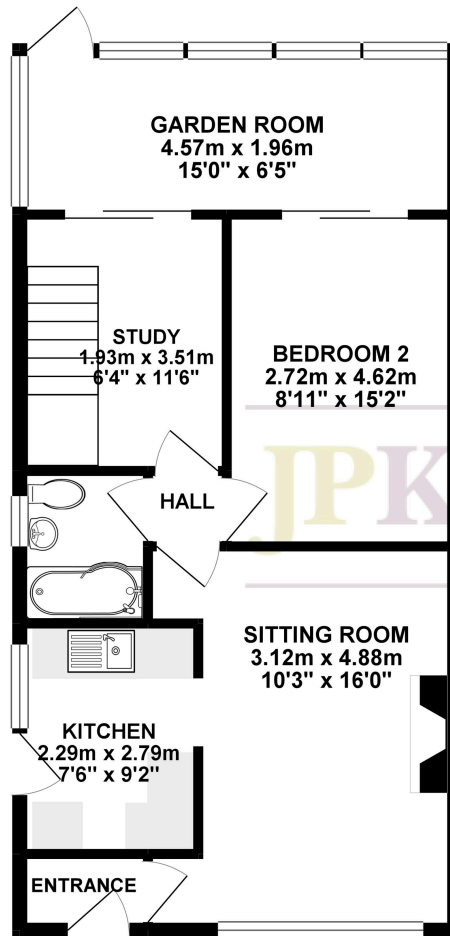 GARDEN ROOM
4.57m x 1.96m
15'0" x 6'5"
STUDY
1.93m x 3.51m
6'4" x 11'6"
BEDROOM 2
2.72m x 4.62m
8'11" x 15'2"
HALL
JPK
SITTING ROOM
3.12m x 4.88m
10'3" x 16'0"
KITCHEN
2.29m x 2.79m
7'6" x 9'2"
ENTRANCE